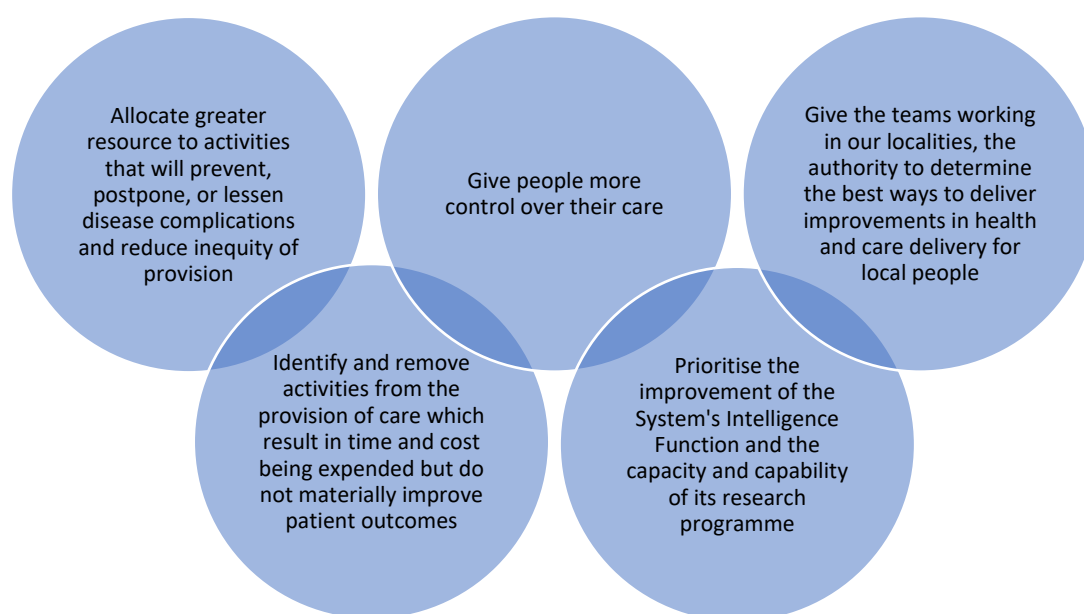 Allocate greater
resource to activities
that will prevent,
postpone, or lessen
disease complications
and reduce inequity of
provision
Give people more
control over their care
Give the teams working
in our localities, the
authority to determine
the best ways to deliver
improvements in health
and care delivery for
local people
Identify and remove
activities from the
provision of care which
result in time and cost
being expended but do
not materially improve
patient outcomes
Prioritise the
improvement of the
System's Intelligence
Function and the
capacity and capability
of its research
programme